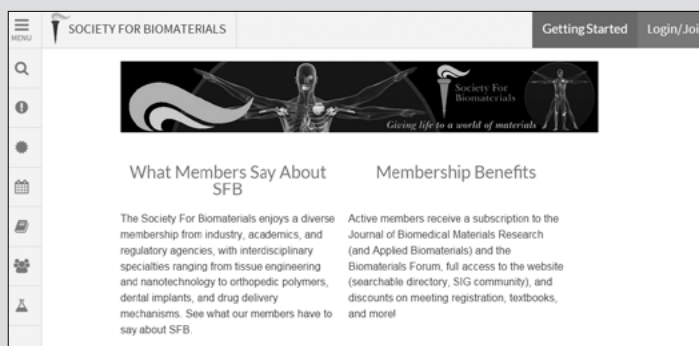 MENU
SOCIETY FOR BIOMATERIALS
Getting Started
Login/Joi
Society For
Biomaterials
Giving life to a world of materials
What Members Say About
SFB
The Society For Biomaterials enjoys a diverse
membership from industry, academics, and
regulatory agencies, with interdisciplinary
specialties ranging from tissue engineering
and nanotechnology to orthopedic polymers,
dental implants, and drug delivery
mechanisms. See what our members have to
say about SFB.
Membership Benefits
Active members receive a subscription to the
Journal of Biomedical Materials Research
(and Applied Biomaterials) and the
Biomaterials Forum, full access to the website
(searchable directory, SIG community), and
discounts on meeting registration, textbooks,
and more!